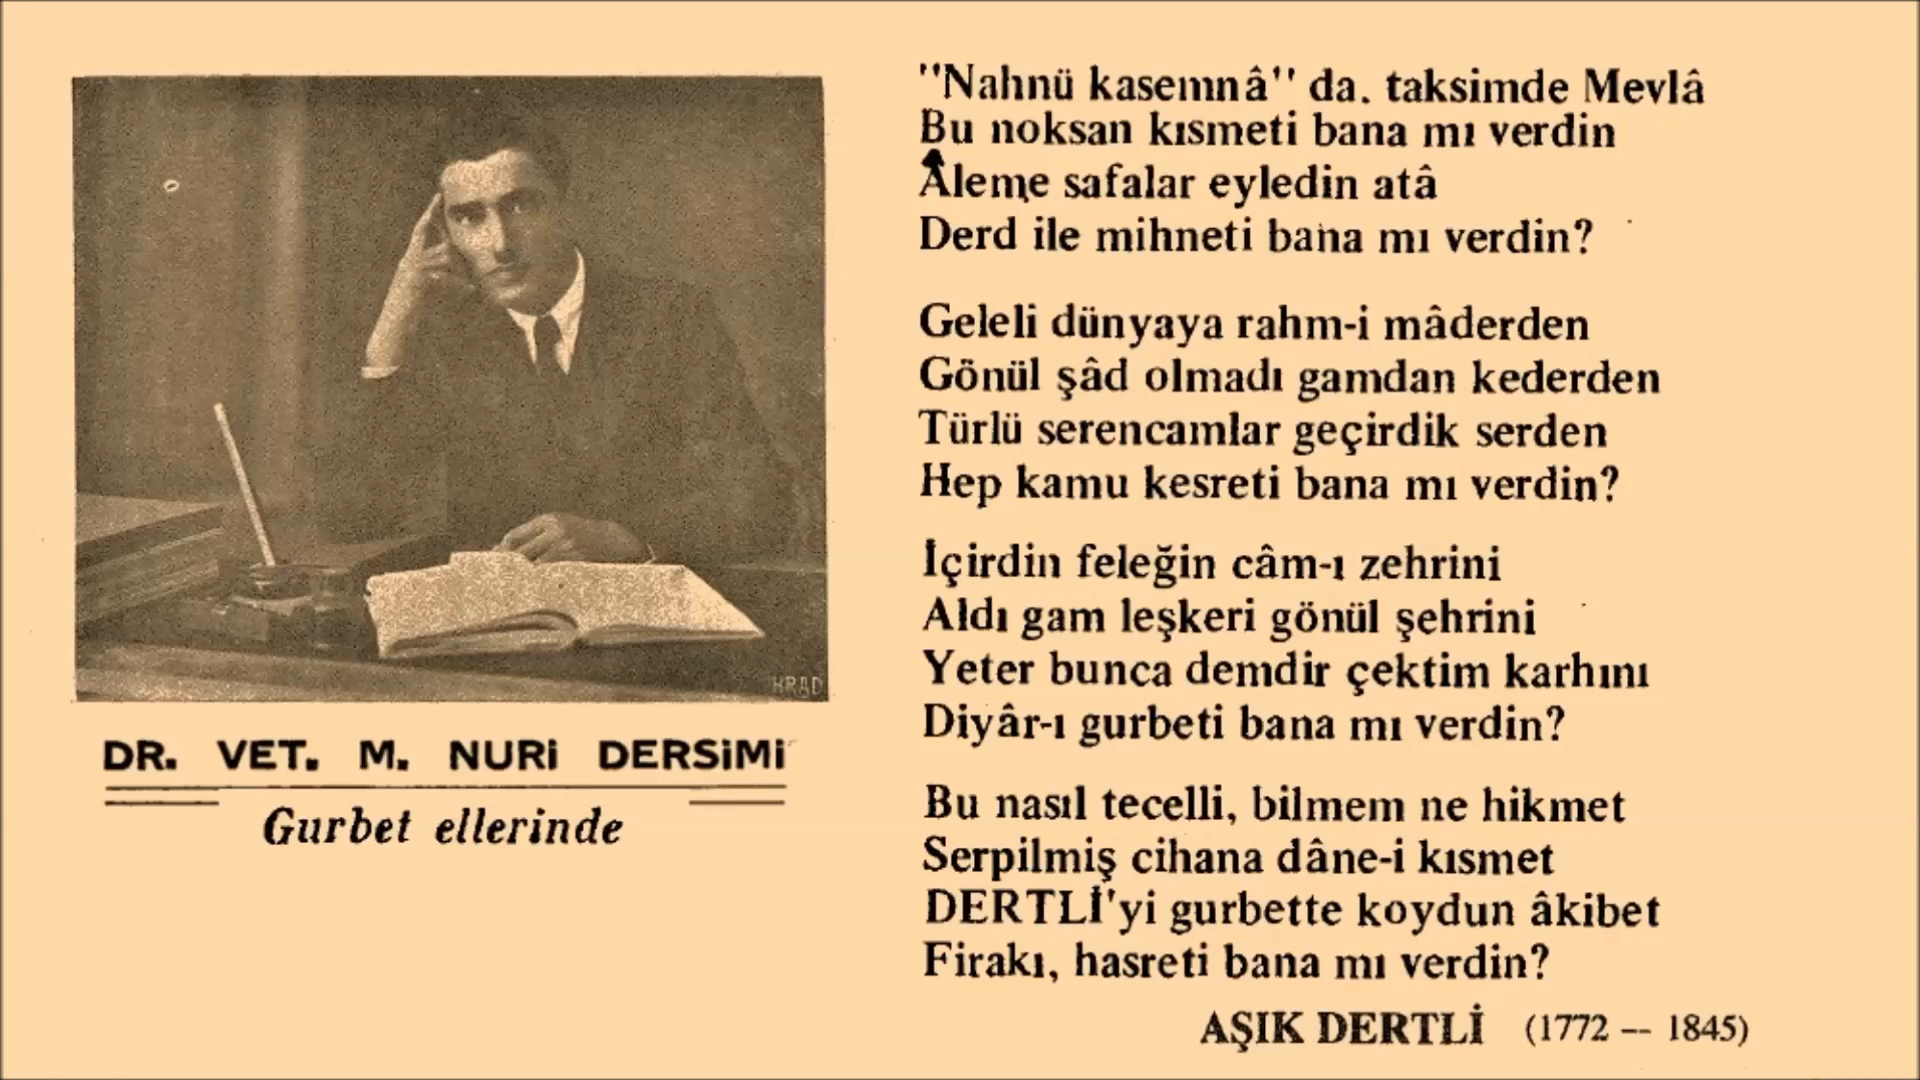 DR. VET. M. NURİ DERSİMİ
Gurbet ellerinde
"Nahnü kasemnâ" da. taksimde Mevlâ
Bu noksan kısmeti bana mı verdin
Âleme safalar eyledin atâ
Derd ile mihneti bana mı verdin?
Geleli dünyaya rahm-i mâderden
Gönül şâd olmadı gamdan kederden
Türlü serencamlar geçirdik serden
Hep kamu kesreti bana mı verdin?
İçirdin feleğin câm-ı zehrini
Aldı gam leşkeri gönül şehrini
Yeter bunca demdir çektim karhını
Diyâr-ı gurbeti bana mı verdin?
Bu nasıl tecelli, bilmem ne hikmet
Serpilmiş cihana dâne-i kısmet
DERTLİ'yi gurbette koydun âkibet
Firakı, hasreti bana mı verdin?
AŞIK DERTLİ (1772 -- 1845)